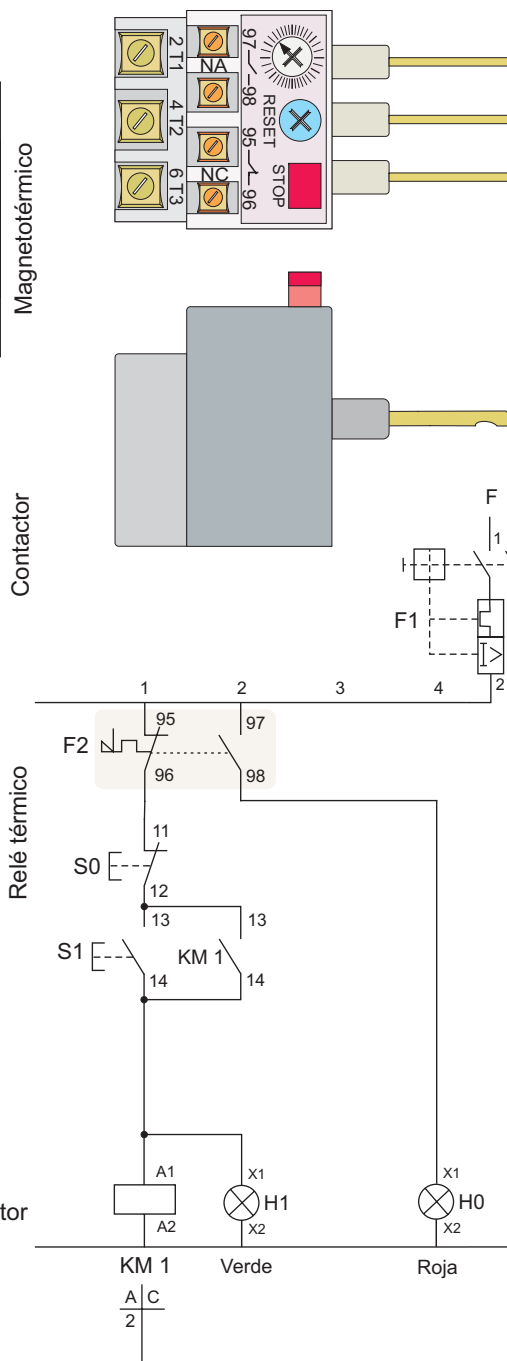 Magnetotérmico
Contactor
Relé térmico
tor
2 T1
4 T2
6 T3
NA
NC
97 98
95 96
RESET
STOP
F
1
F1
2
1 2 3 4
F2
95
97
96
98
11
S0
12
13
13
S1
KM 1
14
14
A1
X1
X1
H1
H0
A2
X2
X2
KM 1
Verde
Roja
A C
2